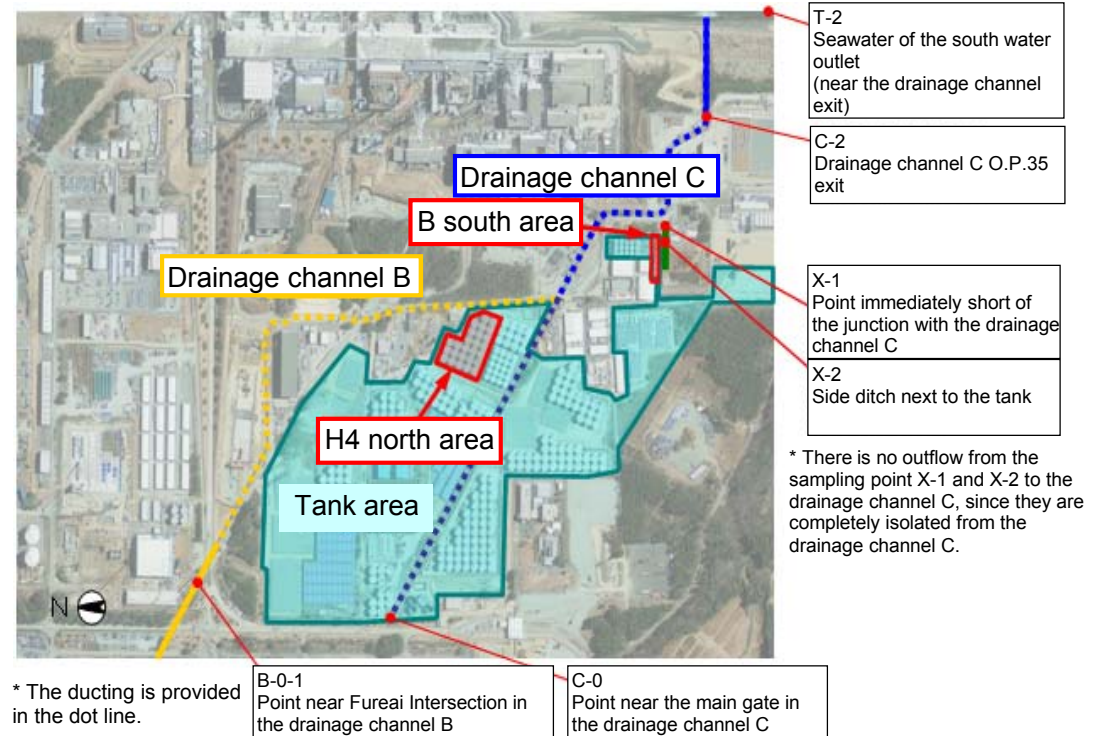 T-2
Seawater of the south water
outlet
(near the drainage channel
exit)
C-2
Drainage channel C O.P.35
exit
Drainage channel C
B south area
Drainage channel B
X-1
Point immediately short of
the junction with the drainage
channel C
X-2
Side ditch next to the tank
H4 north area
* There is no outflow from the
sampling point X-1 and X-2 to the
drainage channel C, since they are
completely isolated from the
drainage channel C.
Tank area
N
* The ducting is provided
in the dot line.
B-0-1
Point near Fureai Intersection in
the drainage channel B
C-0
Point near the main gate in
the drainage channel C